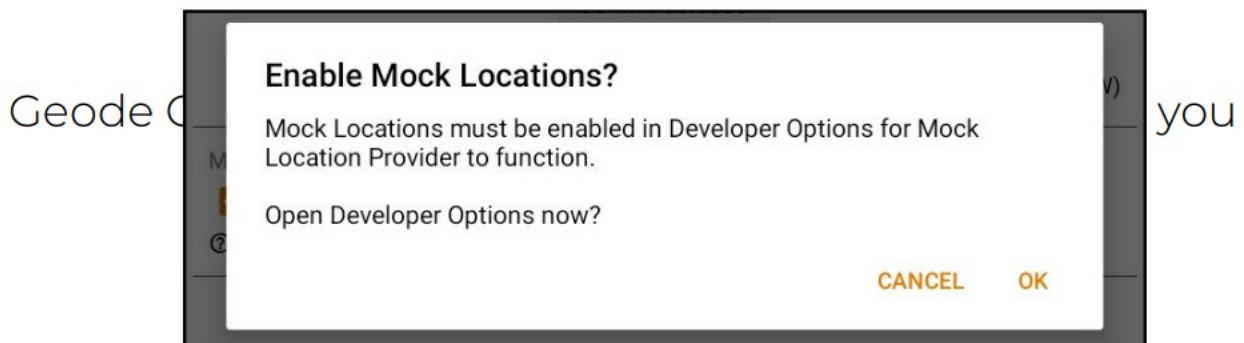 Enable Mock Locations?
Geode
you
Mock Locations must be enabled in Developer Options for Mock
Location Provider to function.
Open Developer Options now?
CANCEL OK